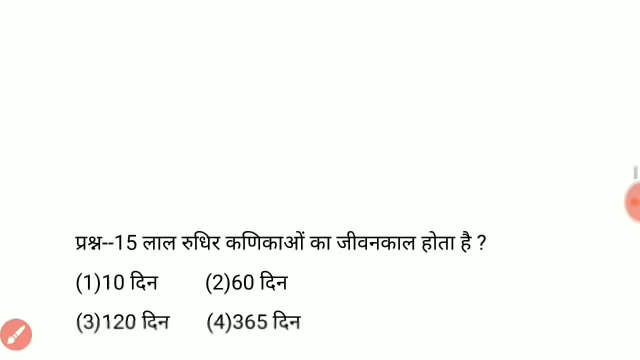 प्रश्न--15 लाल रुधिर कणिकाओं का जीवनकाल होता है ?
(1)10 दिन (2)60 दिन
(3)120 दिन (4)365 दिन